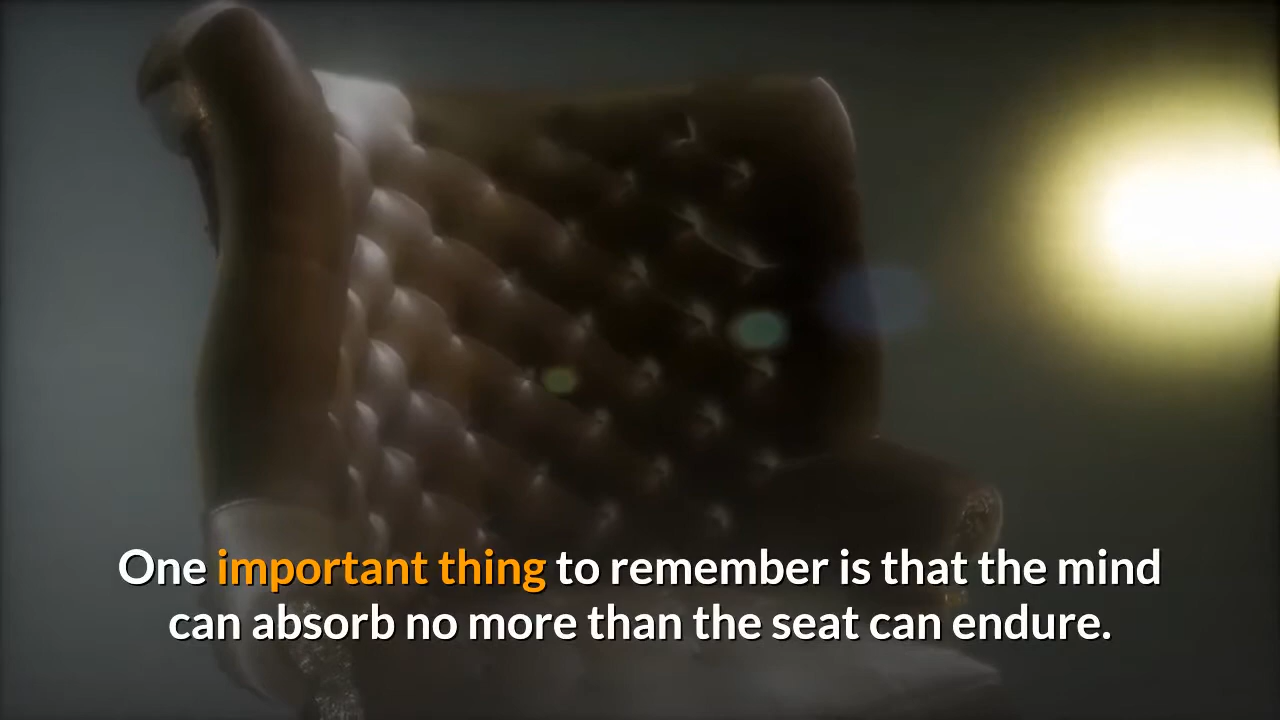 One important thing to remember is that the mind
can absorb no more than the seat can endure.